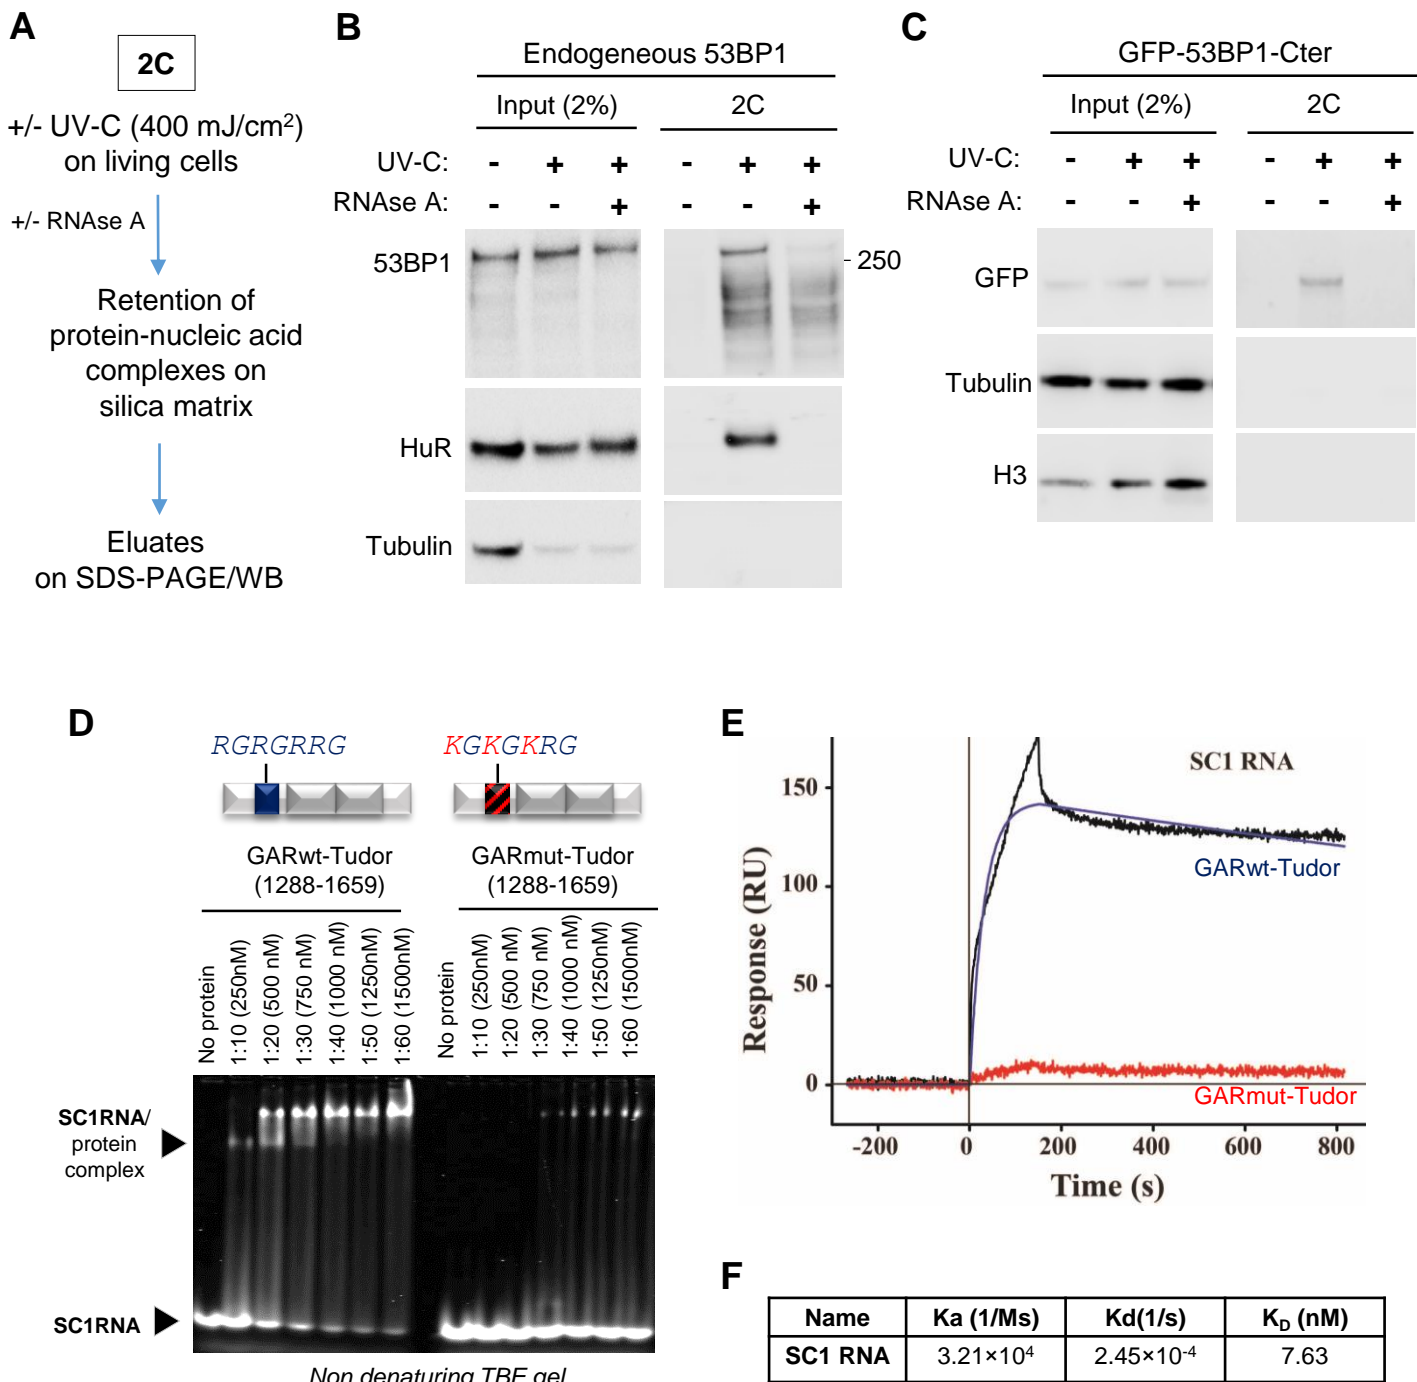 A
2C
+/- UV-C (400 mJ/cm²)
on living cells
+/- RNAse A
Retention of
protein-nucleic acid
complexes on
silica matrix
Eluates
on SDS-PAGE/WB
B
Endogeneous 53BP1
Input (2%) 2C
UV-C: - + + - + +
RNAse A: - - + - - +
53BP1
250
HuR
Tubulin
C
GFP-53BP1-Cter
Input (2%) 2C
UV-C: - + + - + +
RNAse A: - - + - - +
GFP
Tubulin
H3
D
RGRGRRG KGKGKRG
GARwt-Tudor GARmut-Tudor
(1288-1659) (1288-1659)
No protein
1:10 (250nM)
1:20 (500 nM)
1:30 (750 nM)
1:40 (1000 nM)
1:50 (1250nM)
1:60 (1500nM)
No protein
1:10 (250nM)
1:20 (500 nM)
1:30 (750 nM)
1:40 (1000 nM)
1:50 (1250nM)
1:60 (1500nM)
SC1RNA/
protein
complex
SC1RNA
Non denaturing TBE gel
E
SC1 RNA
150
100
50
0
Response (RU)
GARwt-Tudor
GARmut-Tudor
-200 0 200 400 600 800
Time (s)
F
Name Ka (1/Ms) Kd(1/s) K_D (nM)
SC1 RNA 3.21×10⁴ 2.45×10⁻⁴ 7.63